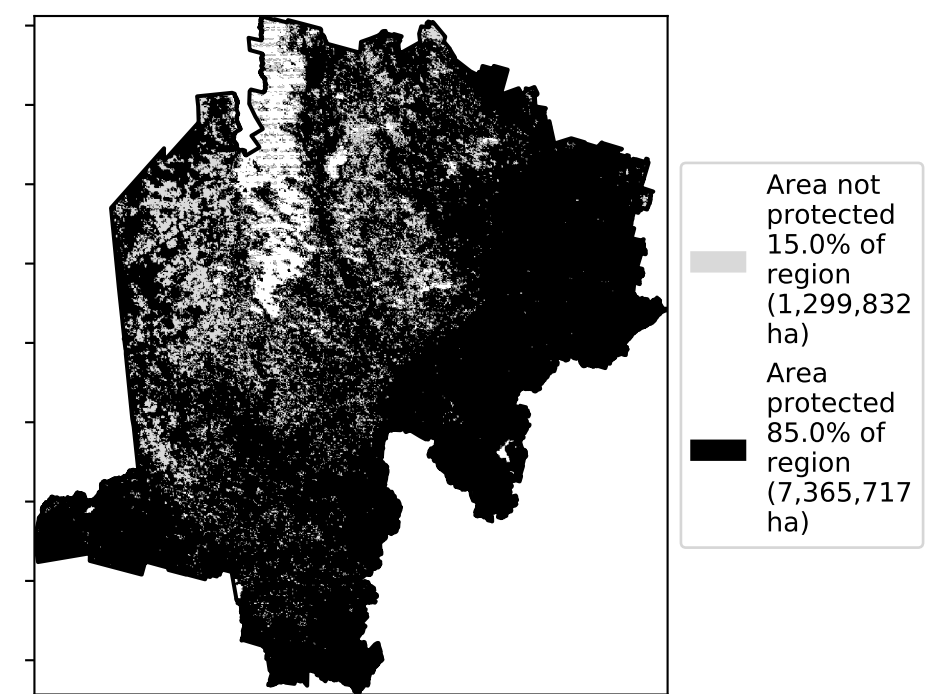 Area not
protected
15.0% of
region
(1,299,832
ha)
Area
protected
85.0% of
region
(7,365,717
ha)